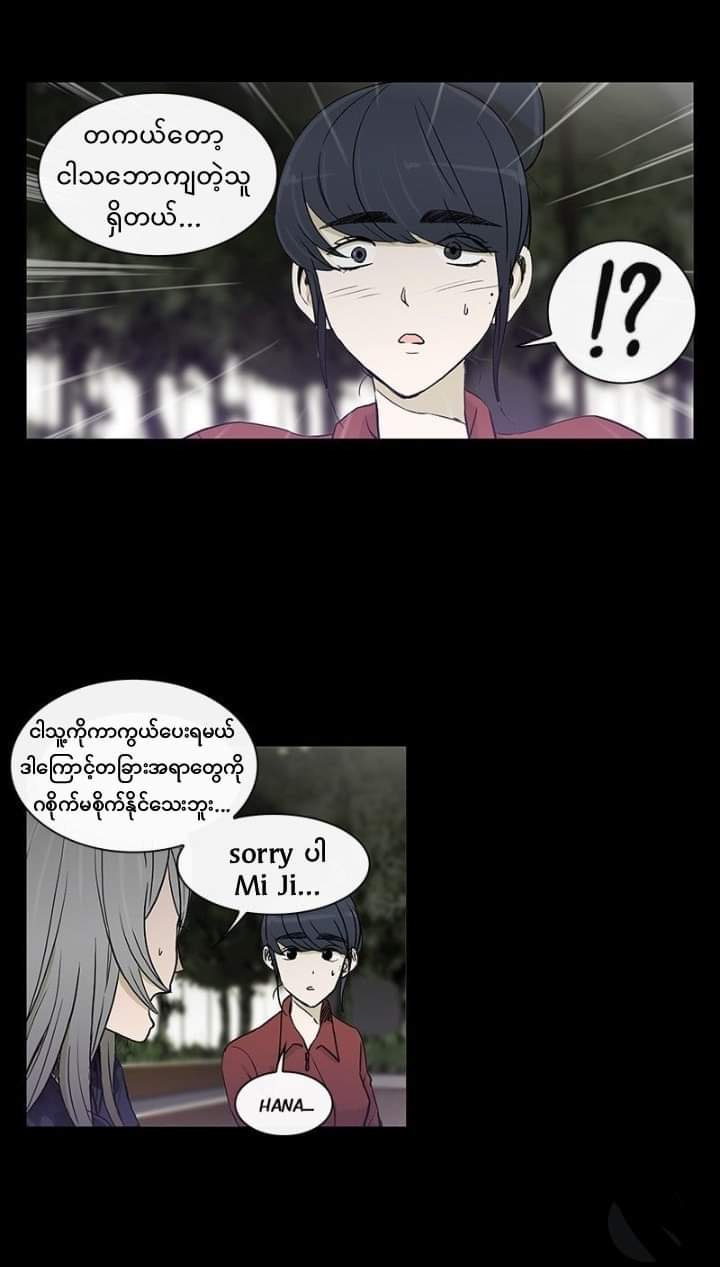 တကယ်တော့
ငါသဘောကျတဲ့သူ
ရှိတယ်...
!?
ငါသူ့ကိုကာကွယ်ပေးရမယ်
ဒါကြောင့်တခြားအရာတွေကို
ဂစိုက်မစိုက်နိုင်သေးဘူး...
sorry ပါ
Mi Ji...
HANA...